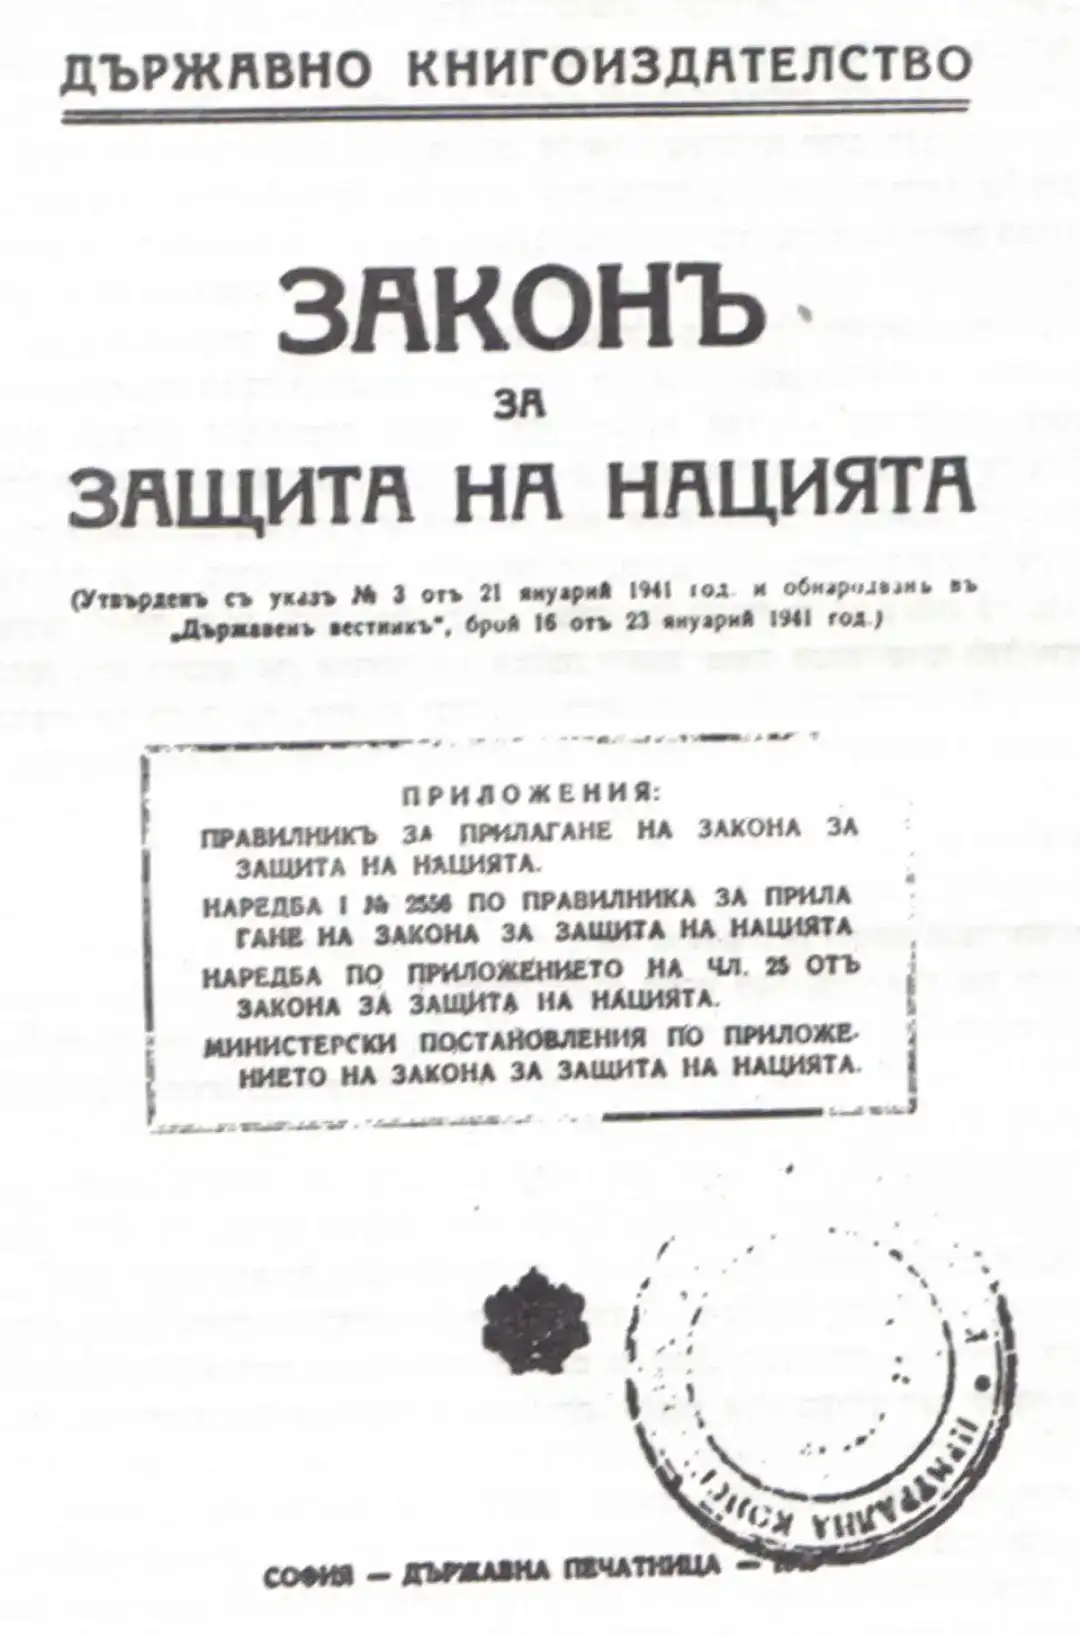 ДЪРЖАВНО КНИГОИЗДАТЕЛСТВО
ЗАКОНЪ
ЗА
ЗАЩИТА НА НАЦИЯТА
(Утвърденъ съ указъ № 3 отъ 21 януарий 1941 год. и обнародванъ въ
„Държавенъ вестникъ", брой 16 отъ 23 януарий 1941 год.)
ПРИЛОЖЕНИЯ:
ПРАВИЛНИКЪ ЗА ПРИЛАГАНЕ НА ЗАКОНА ЗА
ЗАЩИТА НА НАЦИЯТА.
НАРЕДБА I № 2556 ПО ПРАВИЛНИКА ЗА ПРИЛА
ГАНЕ НА ЗАКОНА ЗА ЗАЩИТА НА НАЦИЯТА
НАРЕДБА ПО ПРИЛОЖЕНИЕТО НА ЧЛ. 25 ОТЪ
ЗАКОНА ЗА ЗАЩИТА НА НАЦИЯТА.
МИНИСТЕРСКИ ПОСТАНОВЛЕНИЯ ПО ПРИЛОЖЕ-
НИЕТО НА ЗАКОНА ЗА ЗАЩИТА НА НАЦИЯТА.
СОФИЯ — ДЪРЖАВНА ПЕЧАТНИЦА —